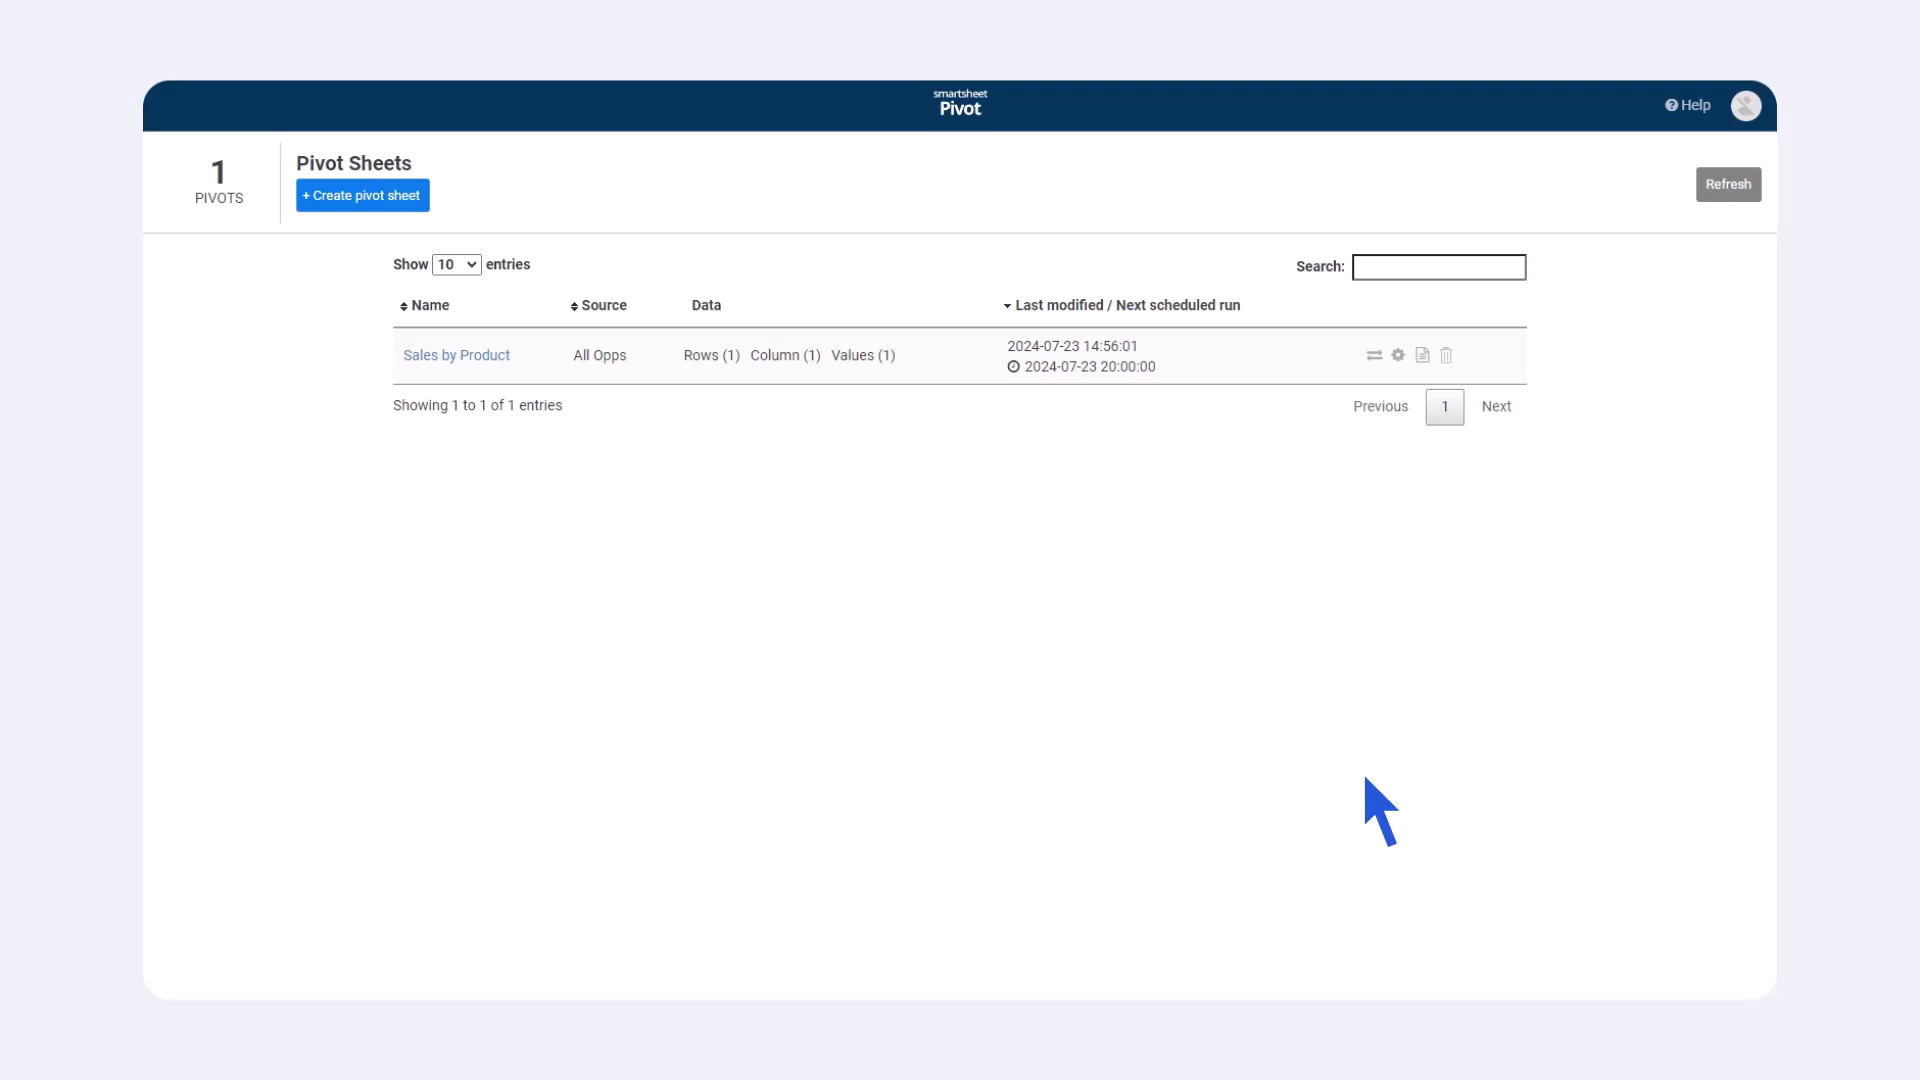 smartsheet
Pivot
Help
1
PIVOTS
Pivot Sheets
+ Create pivot sheet
Refresh
Show 10 entries
Search:
Name Source Data Last modified / Next scheduled run
Sales by Product All Opps Rows (1) Column (1) Values (1) 2024-07-23 14:56:01
2024-07-23 20:00:00
Showing 1 to 1 of 1 entries
Previous 1 Next